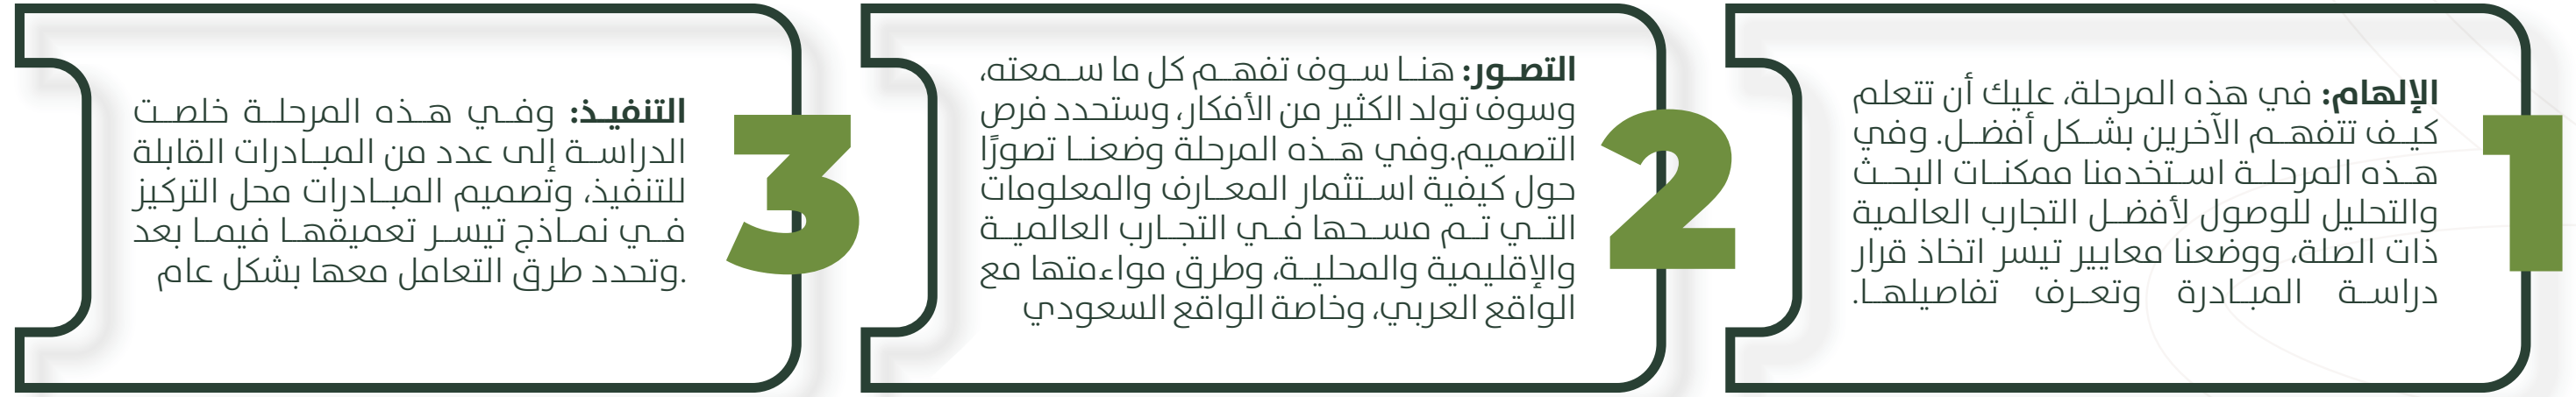 1
الإلهام: في هذه المرحلة، عليك أن تتعلم
كيف تتفهم الآخرين بشكل أفضل. وفي
هذه المرحلة استخدمنا ممكنات البحث
والتحليل للوصول لأفضل التجارب العالمية
ذات الصلة، ووضعنا معايير تيسر اتخاذ قرار
دراسة المبادرة وتعرف تفاصيلها.
2
التصور: هنا سوف تفهم كل ما سمعته،
وسوف تولد الكثير من الأفكار، وستحدد فرص
التصميم.وفي هذه المرحلة وضعنا تصورًا
حول كيفية استثمار المعارف والمعلومات
التي تم مسحها في التجارب العالمية
والإقليمية والمحلية، وطرق مواءمتها مع
الواقع العربي، وخاصة الواقع السعودي
3
التنفيذ: وفي هذه المرحلة خلصت
الدراسة إلى عدد من المبادرات القابلة
للتنفيذ، وتصميم المبادرات محل التركيز
في نماذج تيسر تعميقها فيما بعد
.وتحدد طرق التعامل معها بشكل عام